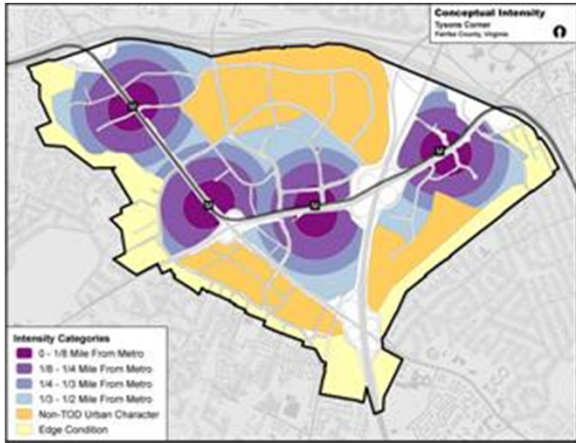 Conceptual Intensity
Tysons Corner
Fairfax County, Virginia
M
M
M
M
Intensity Categories
0 - 1/8 Mile From Metro
1/8 - 1/4 Mile From Metro
1/4 - 1/3 Mile From Metro
1/3 - 1/2 Mile From Metro
Non-TOD Urban Character
Edge Condition